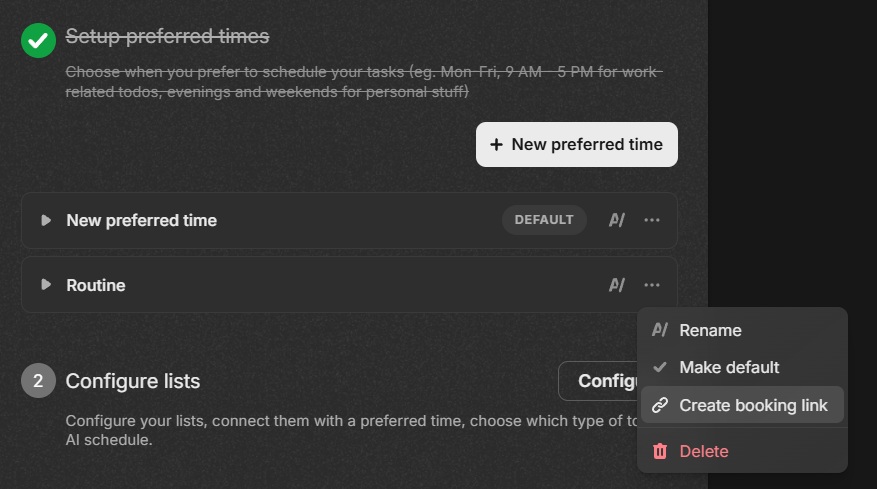 Setup preferred times
Choose when you prefer to schedule your tasks (eg. Mon-Fri, 9 AM - 5 PM for work-
related todos, evenings and weekends for personal stuff)
+ New preferred time
New preferred time
DEFAULT
Routine
Rename
Make default
Create booking link
Delete
2
Configure lists
Configure your lists, connect them with a preferred time, choose which type of
AI schedule.